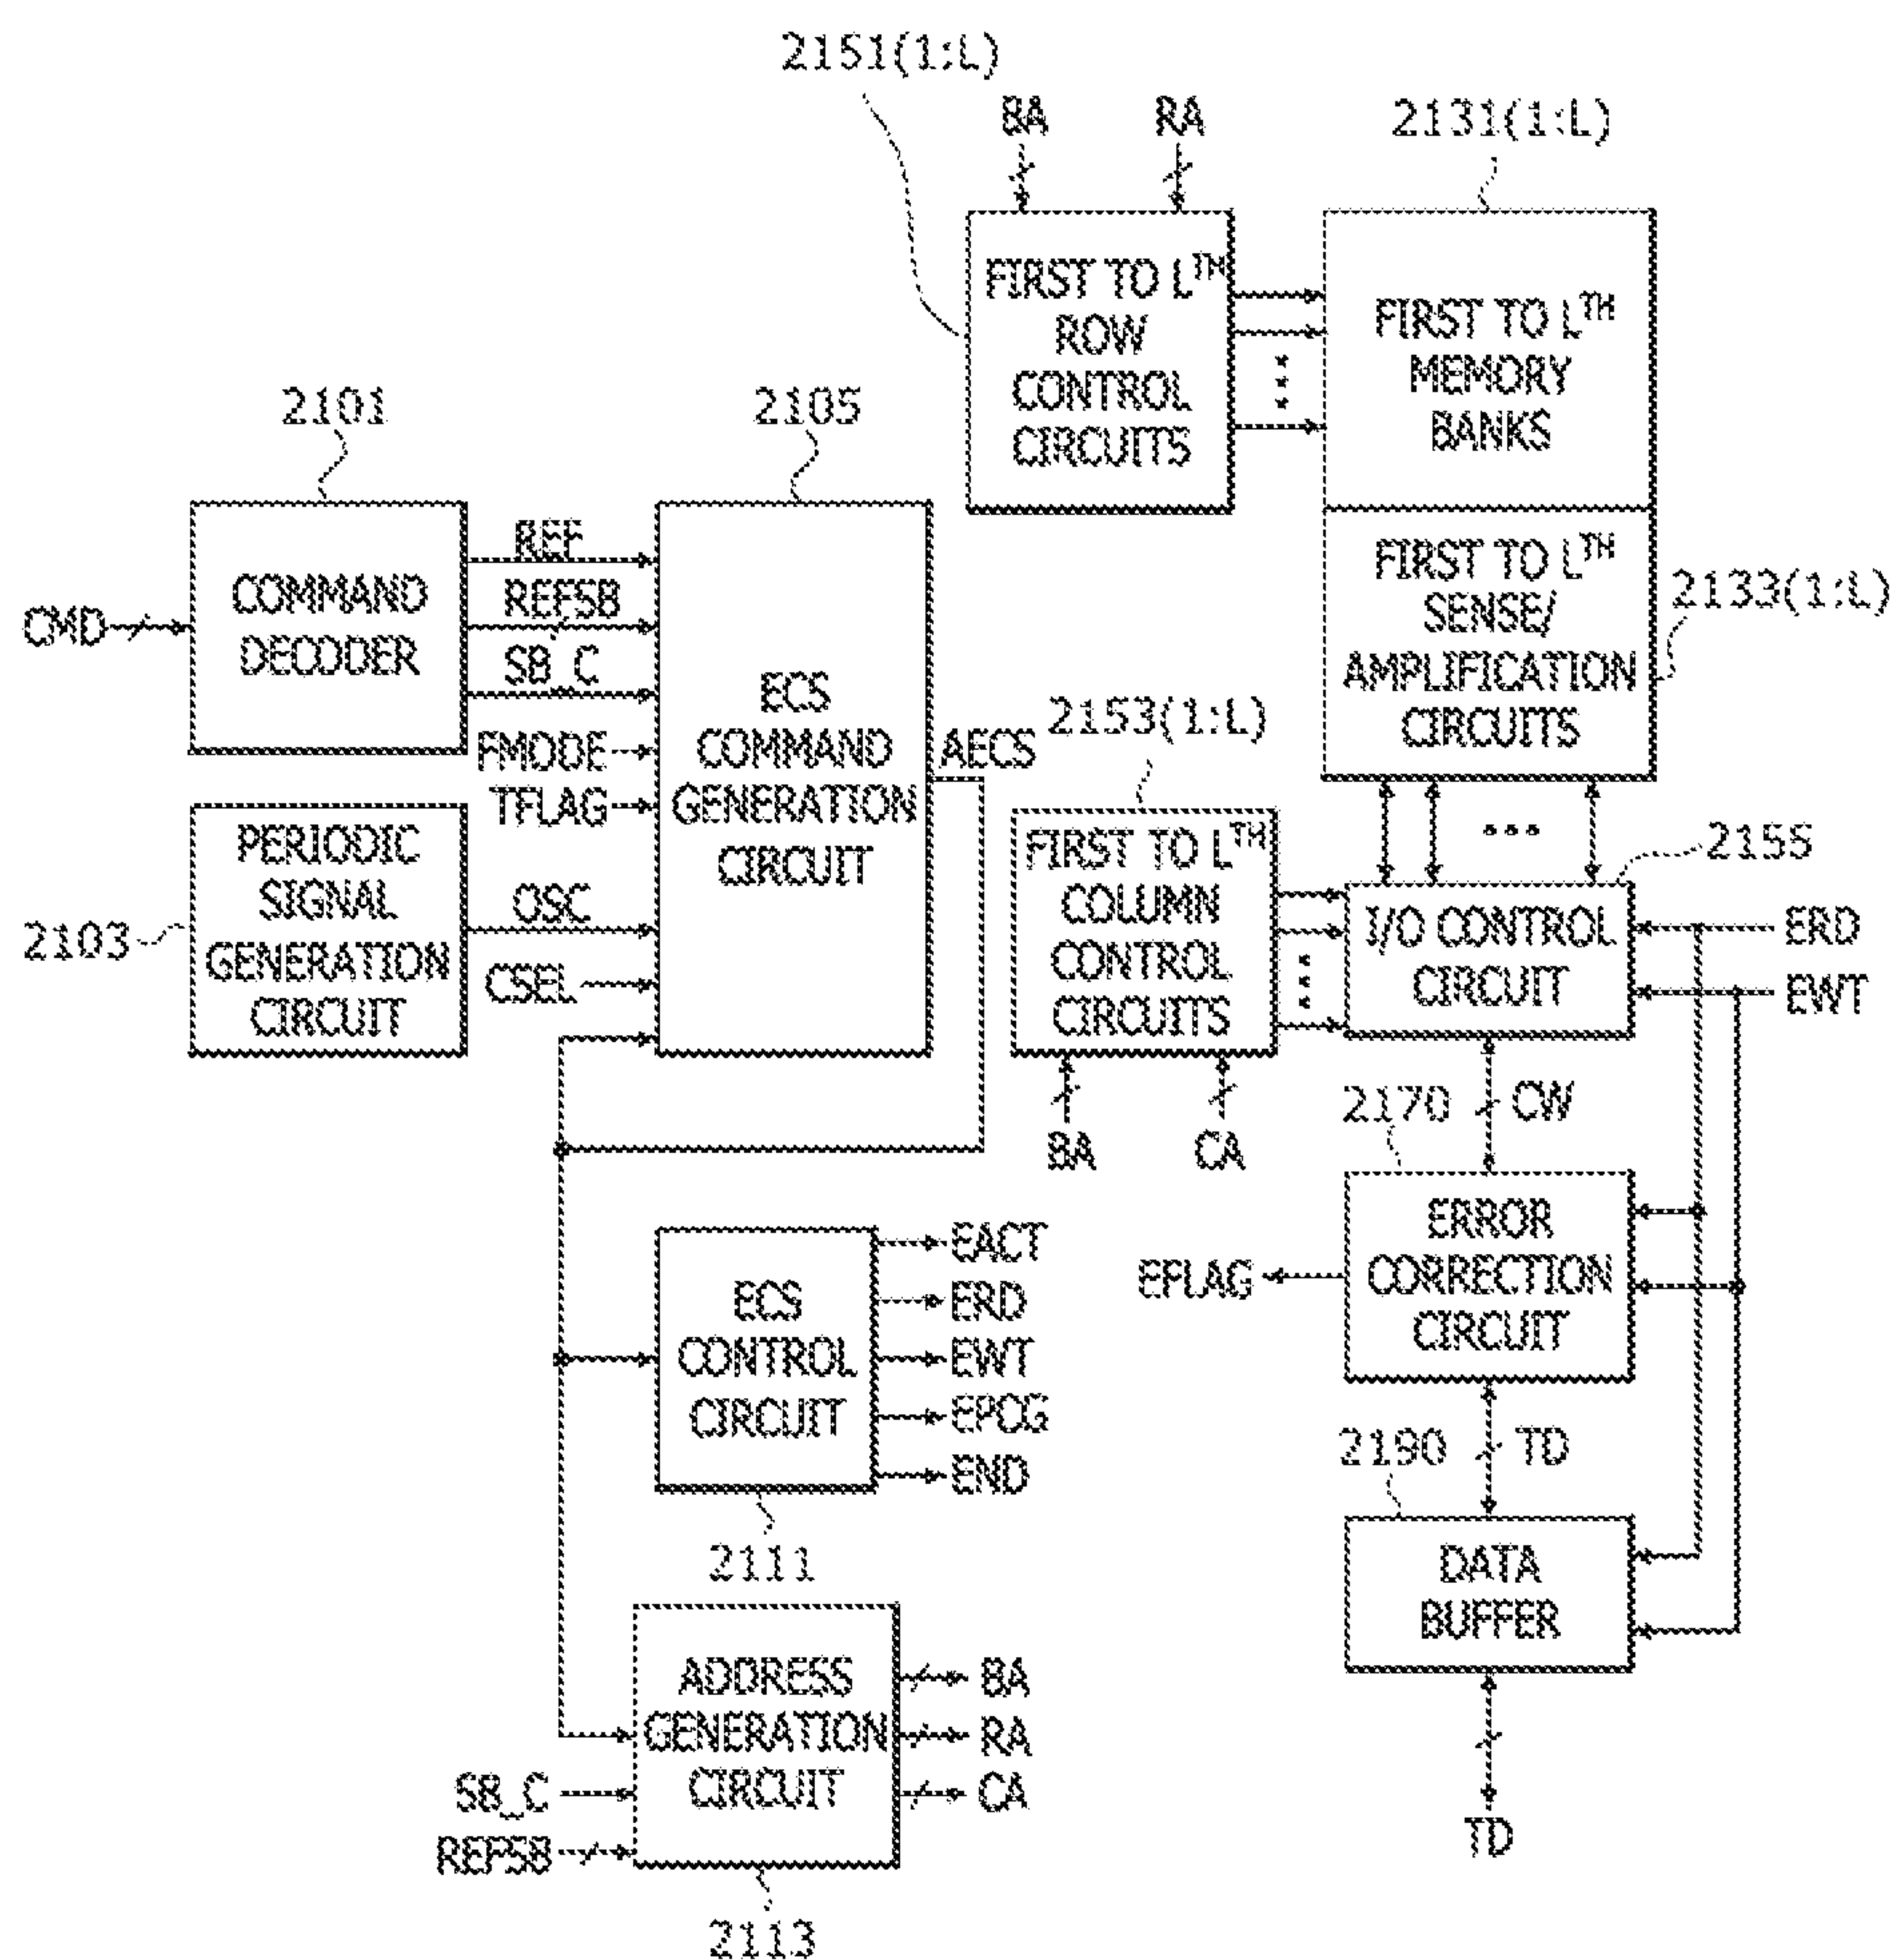 2151(1:L)
BA
RA
2131(1:L)
FIRST TO LTH
ROW
CONTROL
CIRCUITS
FIRST TO LTH
MEMORY
BANKS
FIRST TO LTH
SENSE/
AMPLIFICATION
CIRCUITS
2133(1:L)
2101
2105
CMD
COMMAND
DECODER
REF
REFSB
SB_C
FMODE
TFLAG
ECS
COMMAND
GENERATION
CIRCUIT
AECS
2103
PERIODIC
SIGNAL
GENERATION
CIRCUIT
OSC
CSEL
2153(1:L)
FIRST TO LTH
COLUMN
CONTROL
CIRCUITS
BA
CA
2155
I/O CONTROL
CIRCUIT
ERD
EWT
2170
CW
ERROR
CORRECTION
CIRCUIT
EFLAG
2190
TD
DATA
BUFFER
TD
ECS
CONTROL
CIRCUIT
EACT
ERD
EWT
EPCG
END
2111
ADDRESS
GENERATION
CIRCUIT
SB_C
REFSB
BA
RA
CA
2113